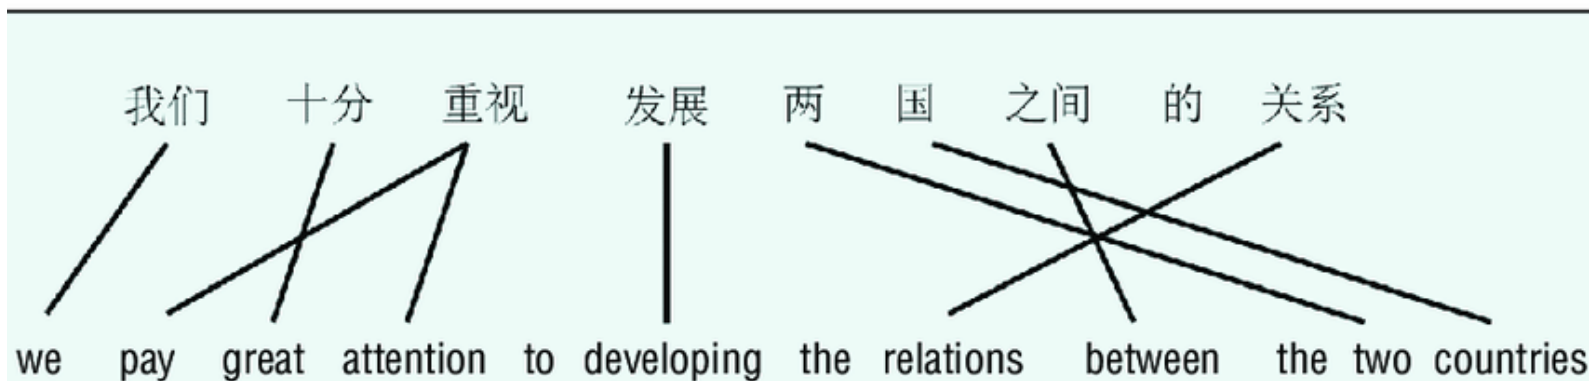 我们 十分 重视 发展 两 国 之间 的 关系
we pay great attention to developing the relations between the two countries